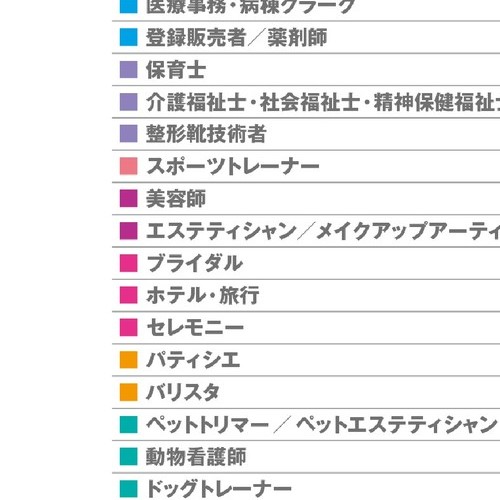 医療事務・病棟クラーク
登録販売者／薬剤師
保育士
介護福祉士・社会福祉士・精神保健福祉士
整形靴技術者
スポーツトレーナー
美容師
エステティシャン／メイクアップアーティ
ブライダル
ホテル・旅行
セレモニー
パティシエ
バリスタ
ペットトリマー／ペットエステティシャン
動物看護師
ドッグトレーナー